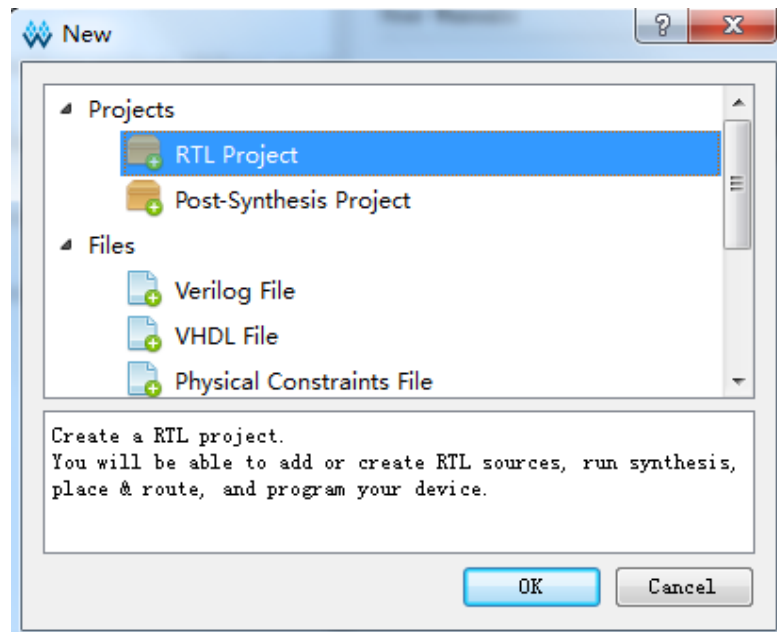 New
Projects
RTL Project
Post-Synthesis Project
Files
Verilog File
VHDL File
Physical Constraints File
Create a RTL project.
You will be able to add or create RTL sources, run synthesis,
place & route, and program your device.
OK
Cancel